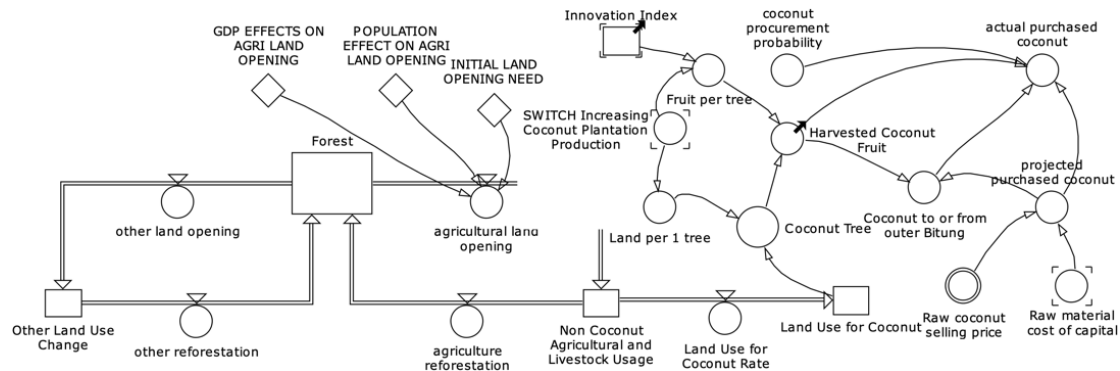 Innovation Index
coconut
procurement
probability
actual purchased
coconut
GDP EFFECTS ON
AGRI LAND
OPENING
POPULATION
EFFECT ON AGRI
LAND OPENING
INITIAL LAND
OPENING NEED
Fruit per tree
SWITCH Increasing
Coconut Plantation
Production
Harvested Coconut
Fruit
Forest
projected
purchased coconut
other land opening
agricultural land
opening
Land per 1 tree
Coconut Tree
Coconut to or from
outer Bitung
Other Land Use
Change
other reforestation
agriculture
reforestation
Non Coconut
Agricultural and
Livestock Usage
Land Use for
Coconut Rate
Land Use for Coconut
Raw coconut
selling price
Raw material
cost of capital